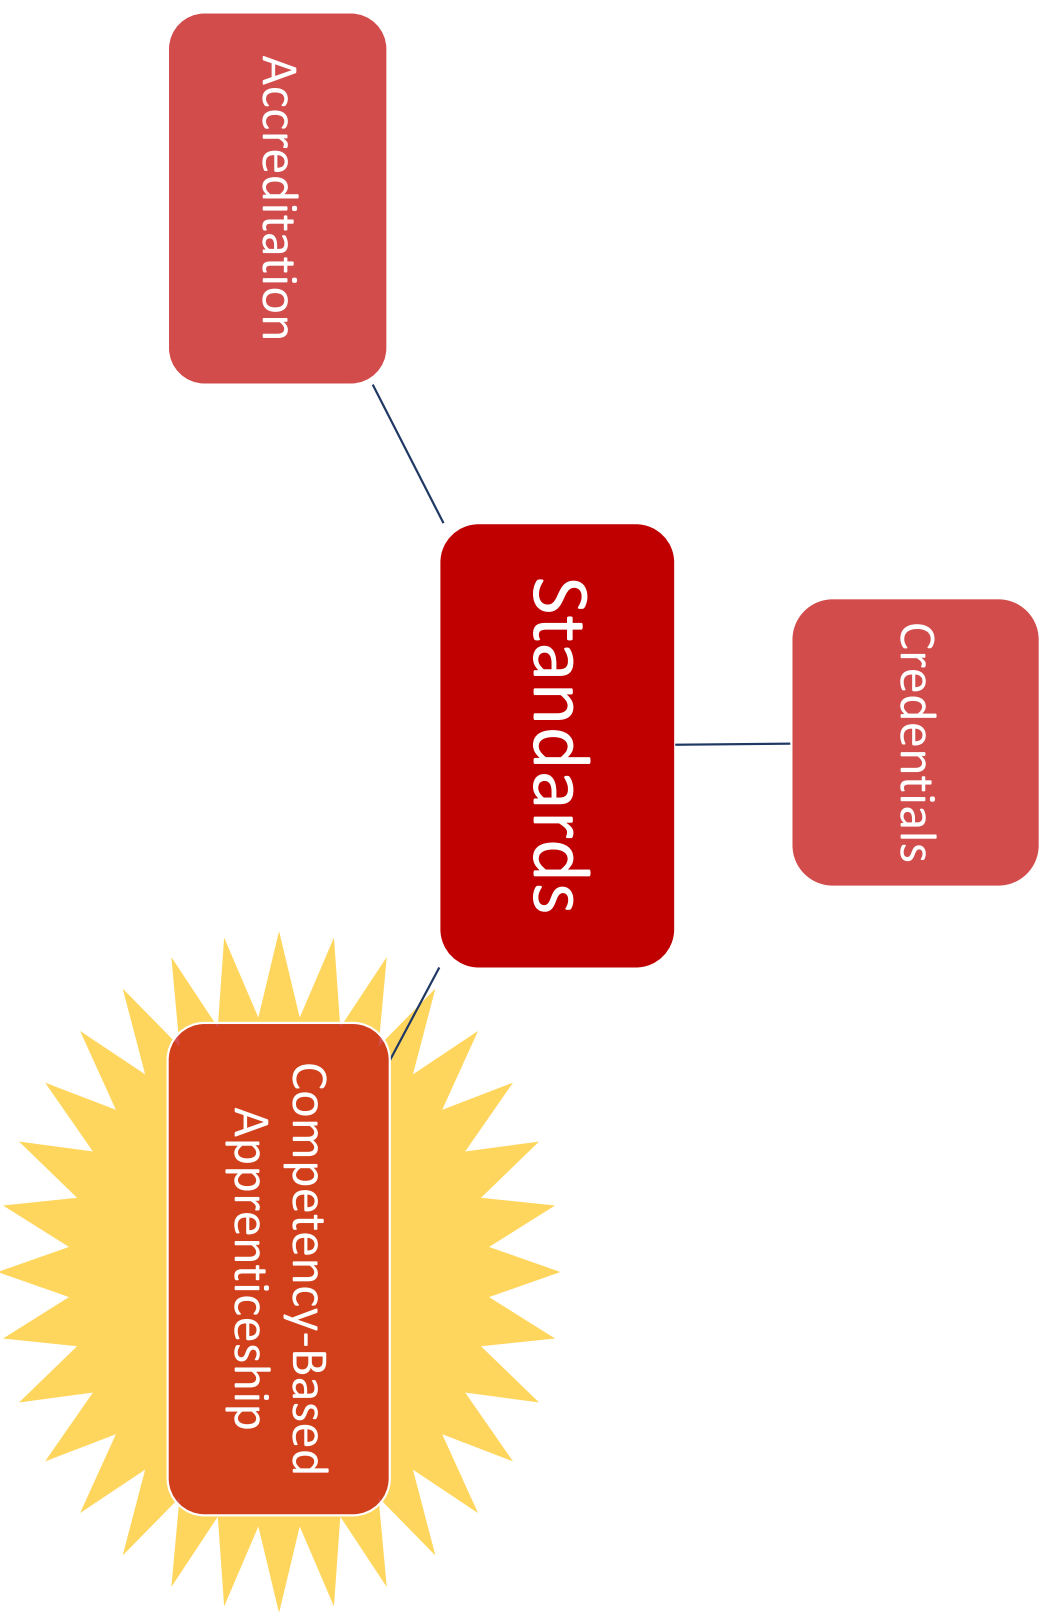 Credentials
Standards
Accreditation
Competency-Based
Apprenticeship